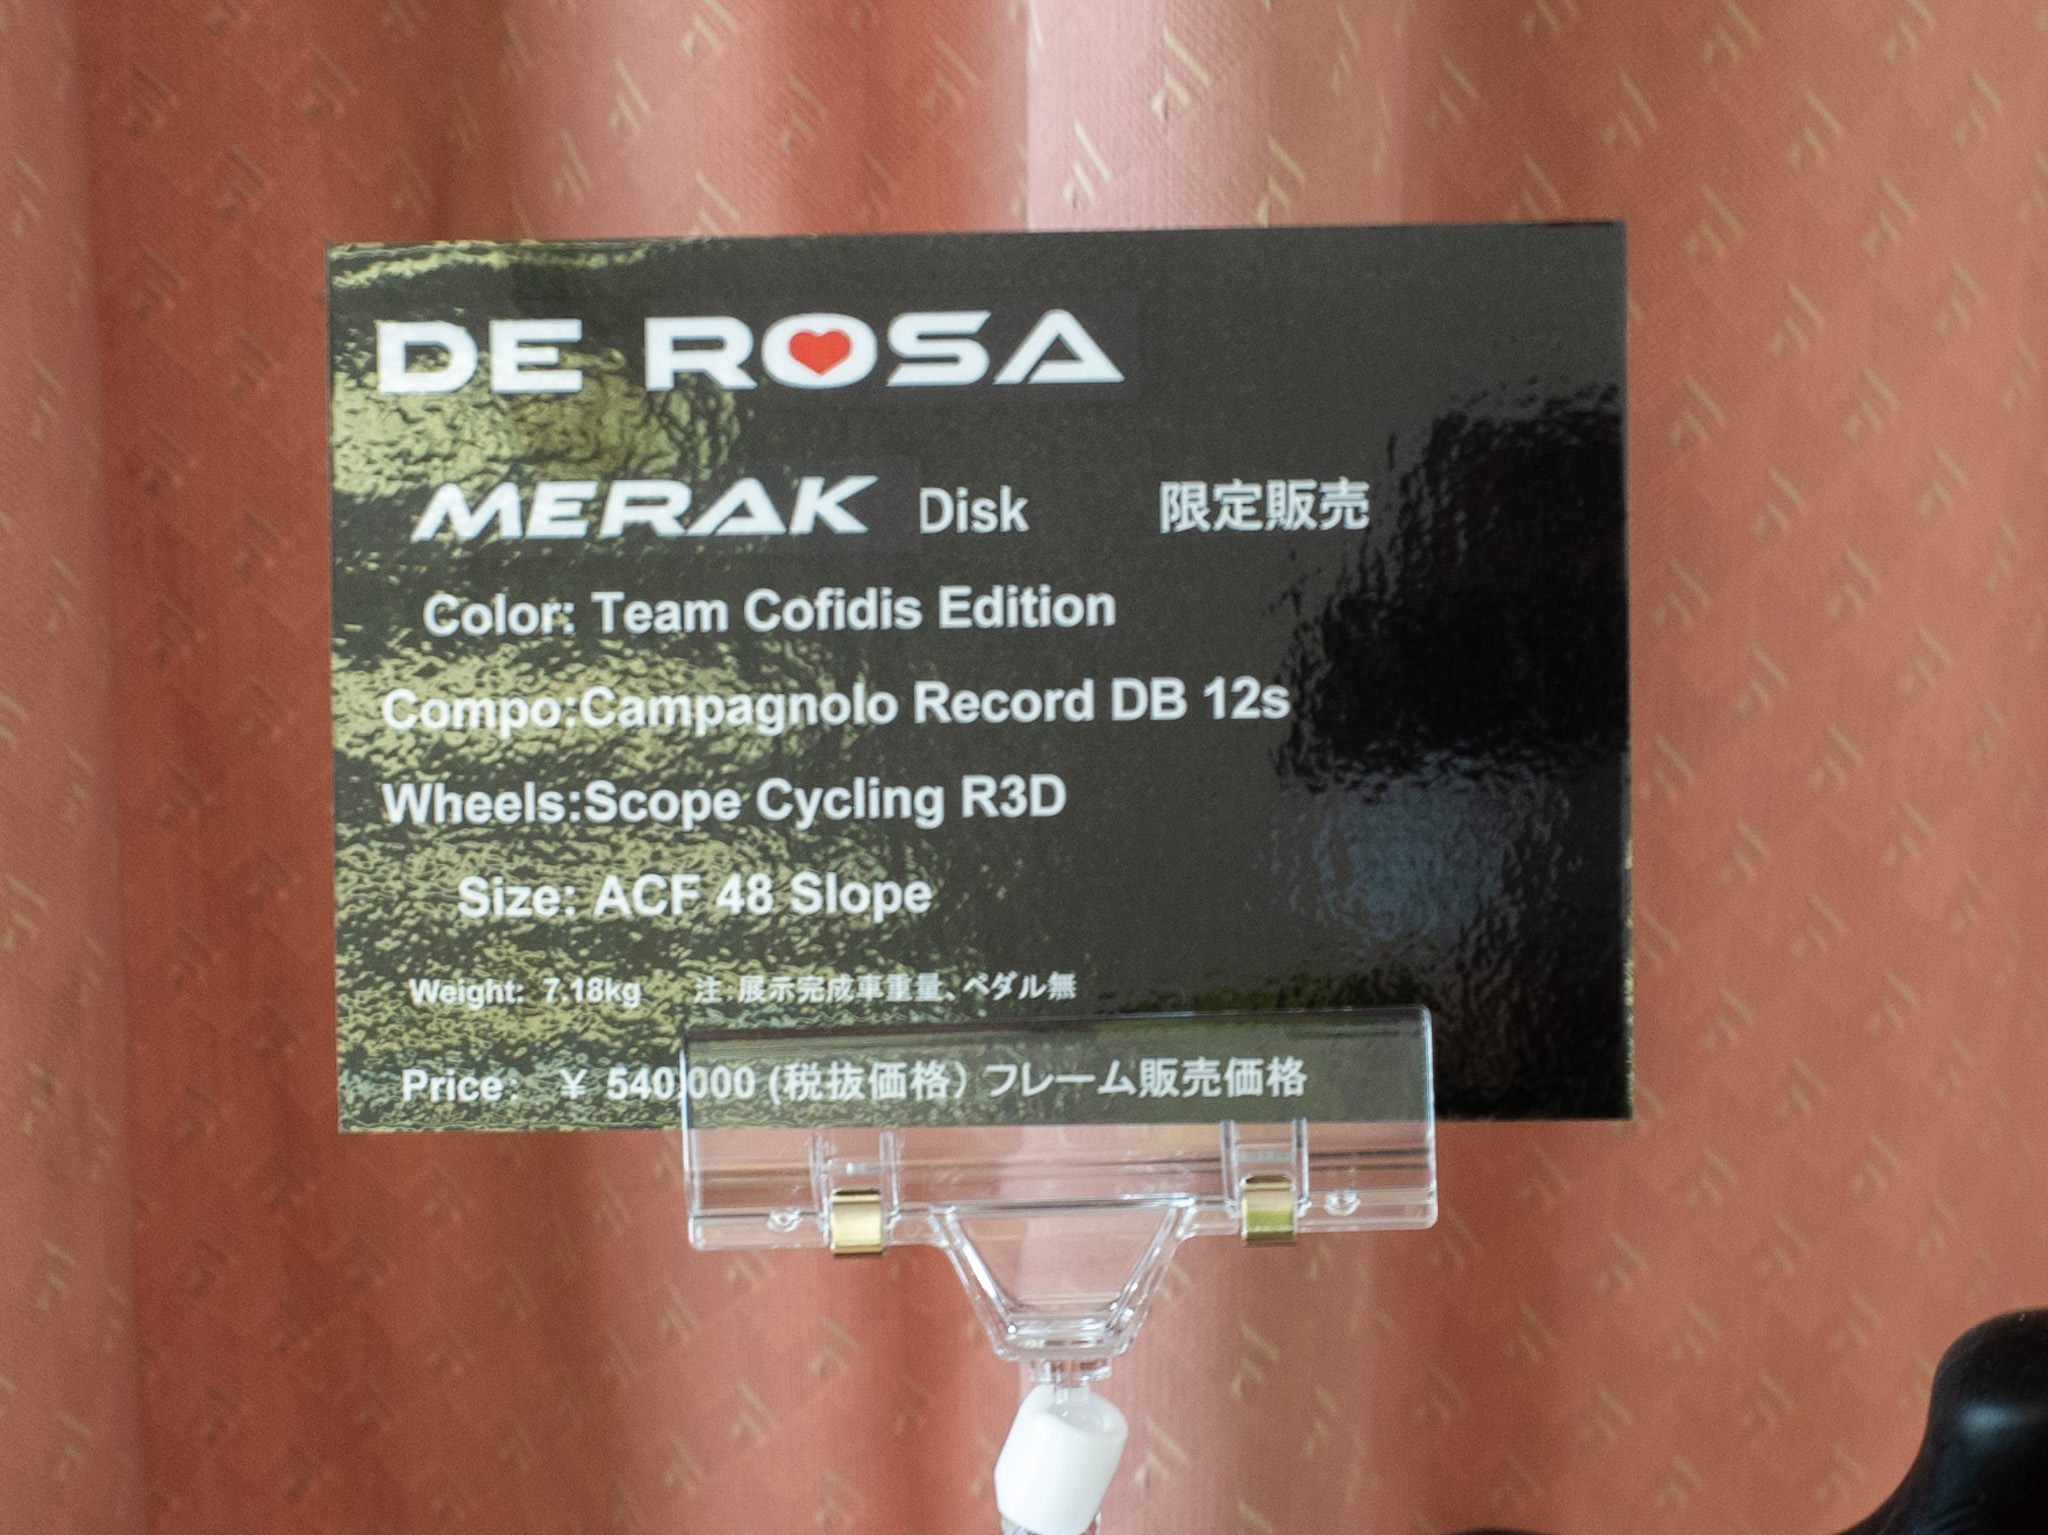 DE ROSA
MERAK Disk 限定販売
Color: Team Cofidis Edition
Compo:Campagnolo Record DB 12s
Wheels:Scope Cycling R3D
Size: ACF 48 Slope
Weight: 7.18kg 注.展示完成車重量、ペダル無
Price: ¥ 540,000 (税抜価格) フレーム販売価格